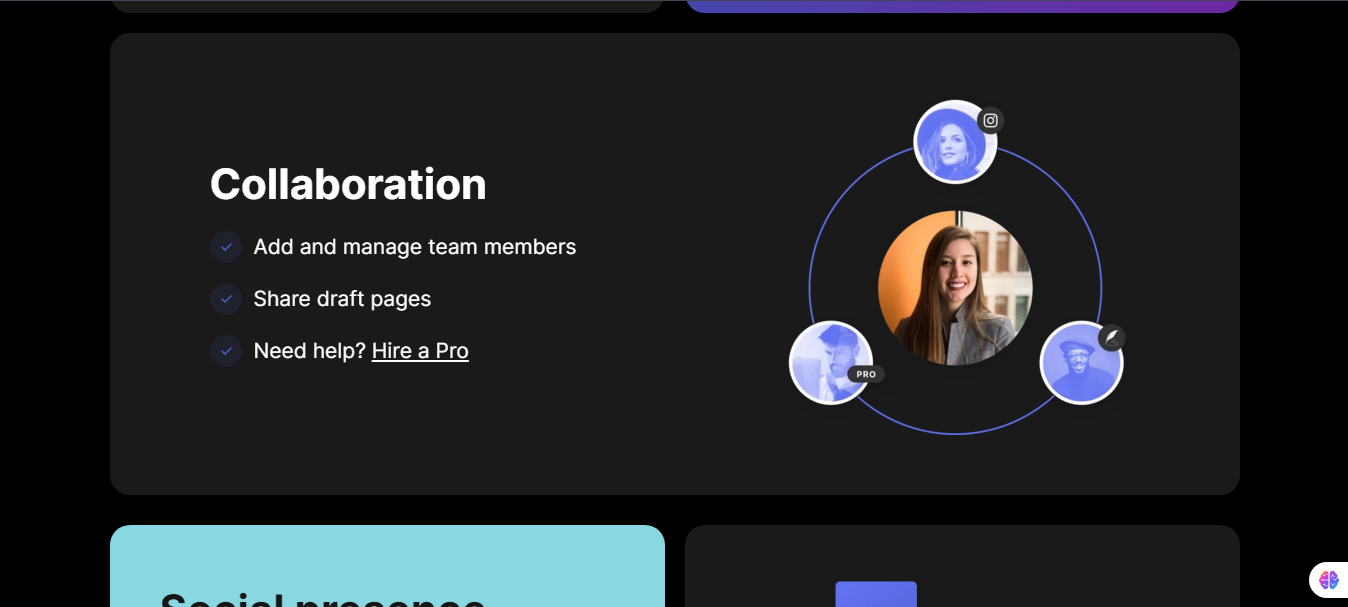 Collaboration
Add and manage team members
Share draft pages
Need help? Hire a Pro
PRO
Social presence